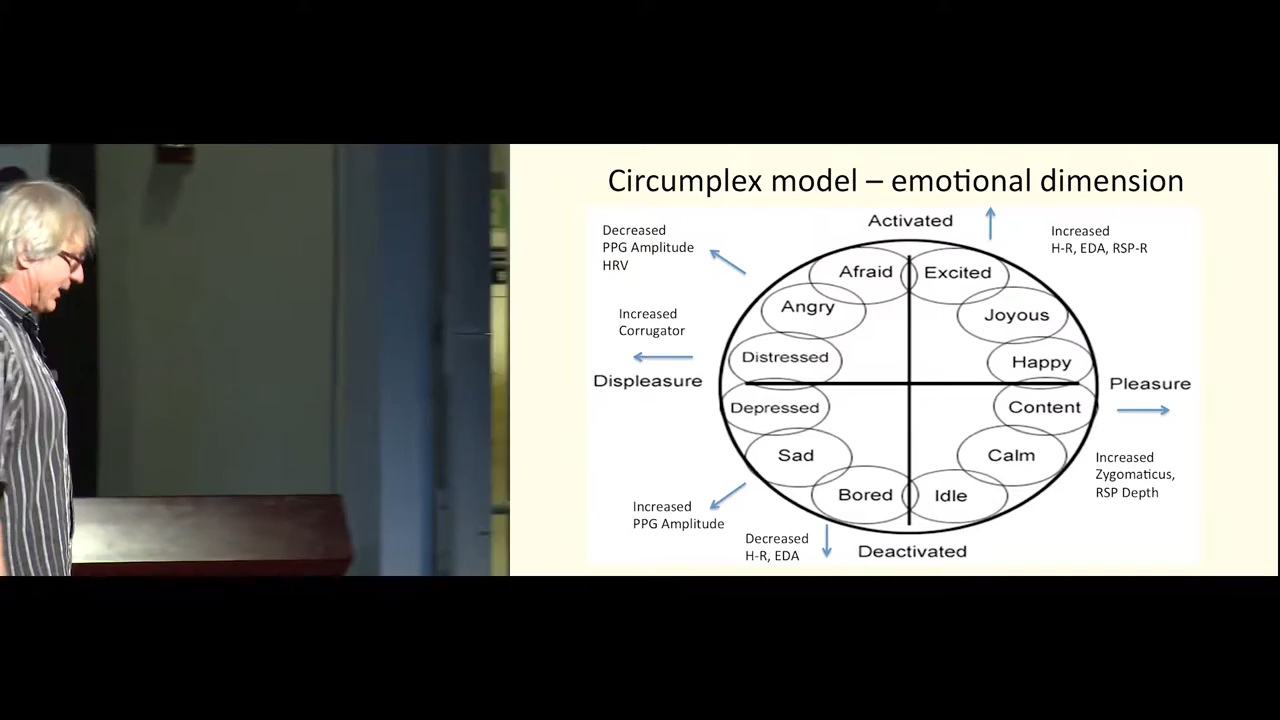 Circumplex model – emotional dimension
Activated
Decreased
PPG Amplitude
HRV
Increased
H-R, EDA, RSP-R
Afraid
Excited
Angry
Joyous
Increased
Corrugator
Distressed
Happy
Displeasure
Pleasure
Depressed
Content
Sad
Calm
Increased
Zygomaticus,
RSP Depth
Bored
Idle
Increased
PPG Amplitude
Decreased
H-R, EDA
Deactivated